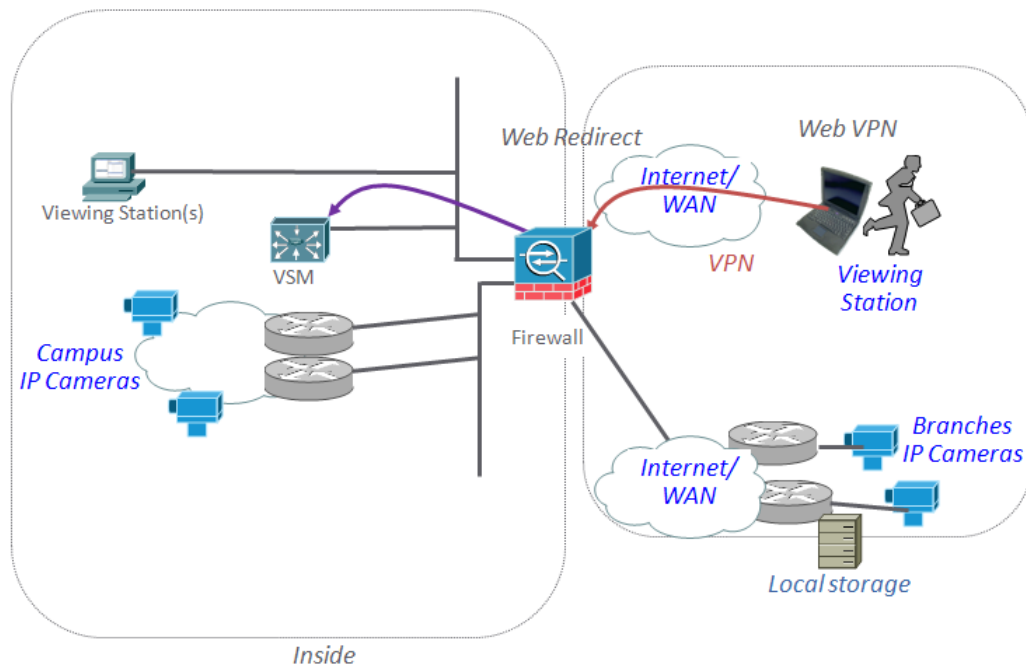 Web Redirect
Web VPN
Internet/
WAN
Viewing Station(s)
VSM
VPN
Viewing
Station
Firewall
Campus
IP Cameras
Branches
IP Cameras
Internet/
WAN
Local storage
Inside